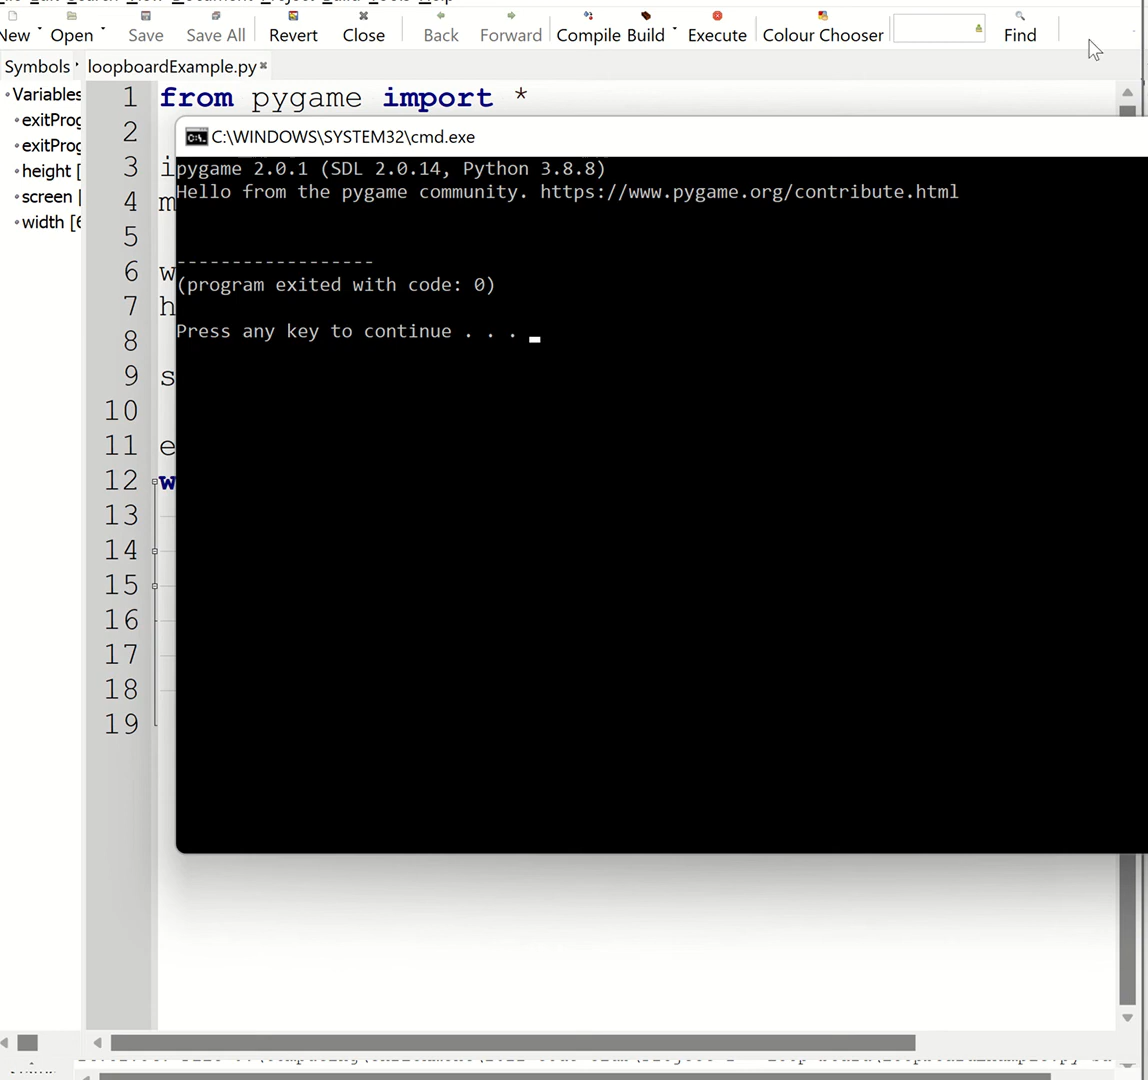 New Open Save Save All Revert Close Back Forward Compile Build Execute Colour Chooser Find
Symbols loopboardExample.py
Variables
exitProg
exitProg
height [
screen [
width [6
1 from pygame import *
2
3 i
4 m
5
6 w
7 h
8
9 s
10
11 e
12 w
13
14
15
16
17
18
19
C:\WINDOWS\SYSTEM32\cmd.exe
pygame 2.0.1 (SDL 2.0.14, Python 3.8.8)
Hello from the pygame community. https://www.pygame.org/contribute.html
------------------
(program exited with code: 0)
Press any key to continue . . .